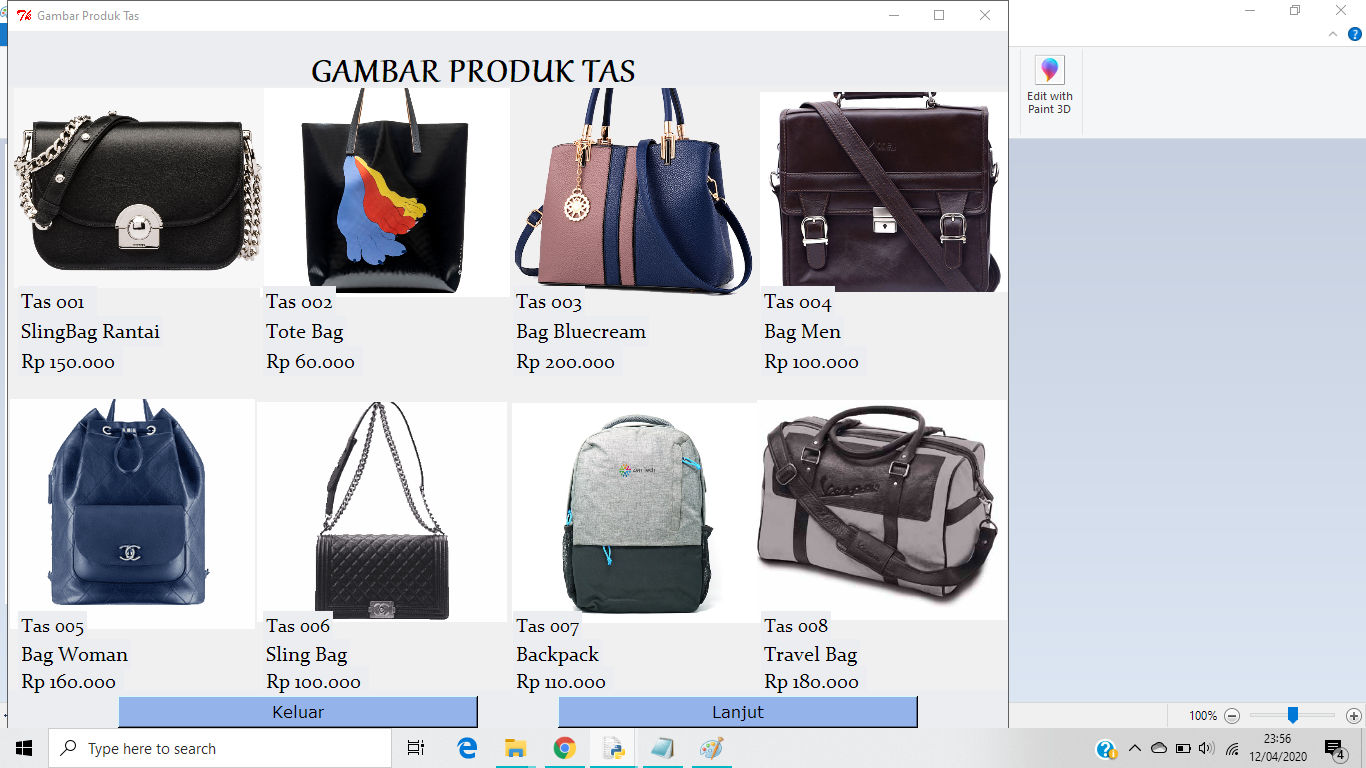 Gambar Produk Tas
GAMBAR PRODUK TAS
Edit with
Paint 3D
Tas 001
SlingBag Rantai
Rp 150.000
Tas 002
Tote Bag
Rp 60.000
Tas 003
Bag Bluecream
Rp 200.000
Tas 004
Bag Men
Rp 100.000
Zen Tech
Vespa
Tas 005
Bag Woman
Rp 160.000
Tas 006
Sling Bag
Rp 100.000
Tas 007
Backpack
Rp 110.000
Tas 008
Travel Bag
Rp 180.000
Keluar
Lanjut
100%
Type here to search
23:56
12/04/2020
4